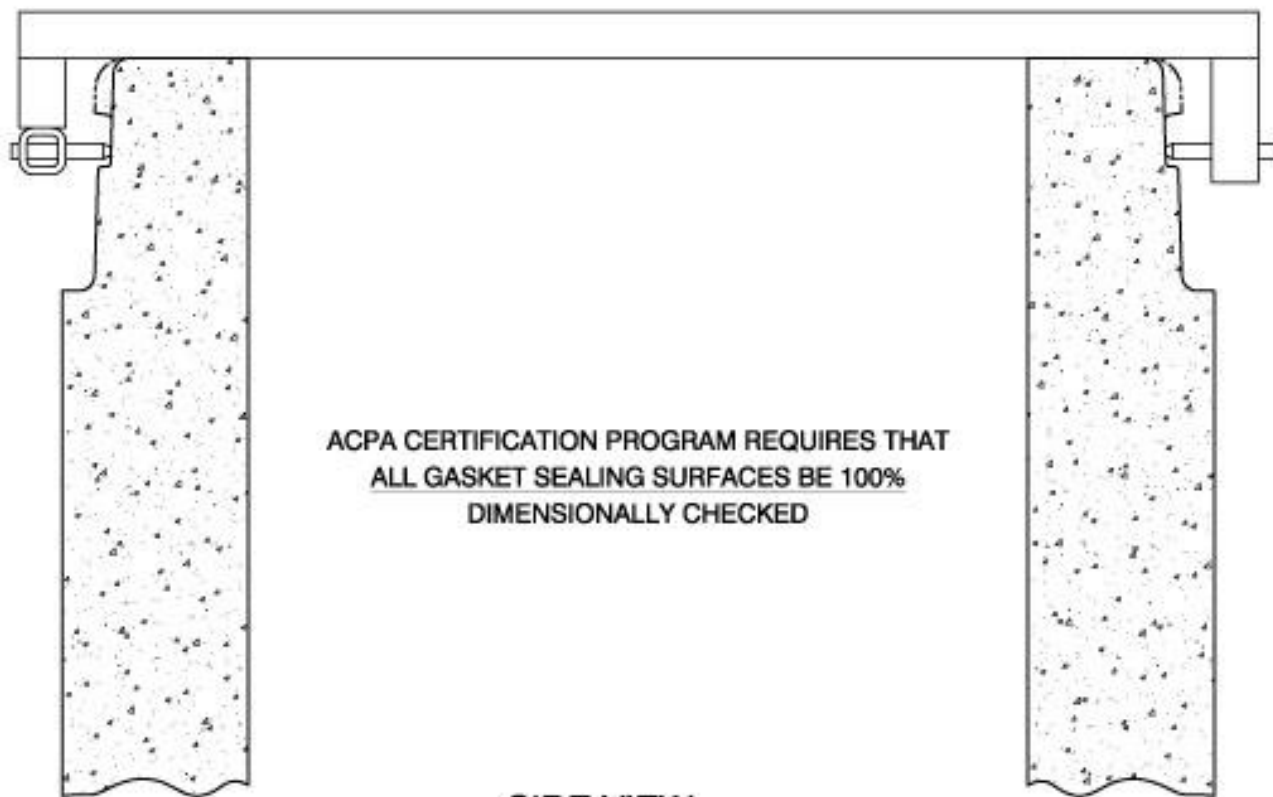 ACPA CERTIFICATION PROGRAM REQUIRES THAT
ALL GASKET SEALING SURFACES BE 100%
DIMENSIONALLY CHECKED